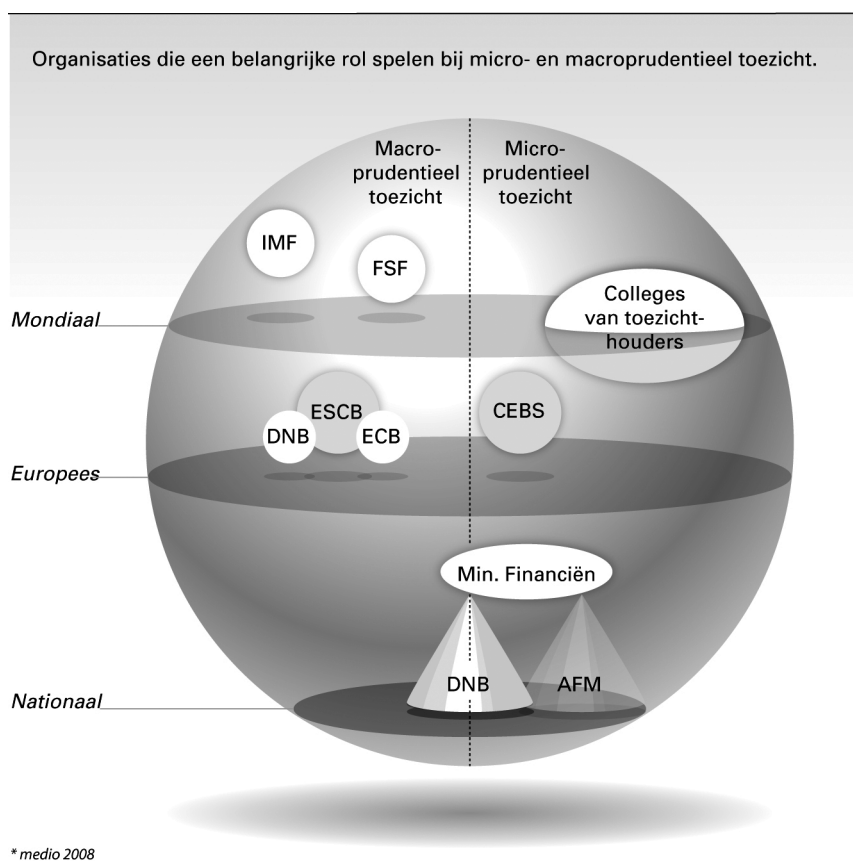 Organisaties die een belangrijke rol spelen bij micro- en macroprudentieel toezicht.
Macro-
prudentieel
toezicht
Micro-
prudentieel
toezicht
IMF
FSF
Colleges
van toezicht-
houders
Mondiaal
ESCB
DNB
ECB
CEBS
Europees
Min. Financiën
DNB
AFM
Nationaal
* medio 2008